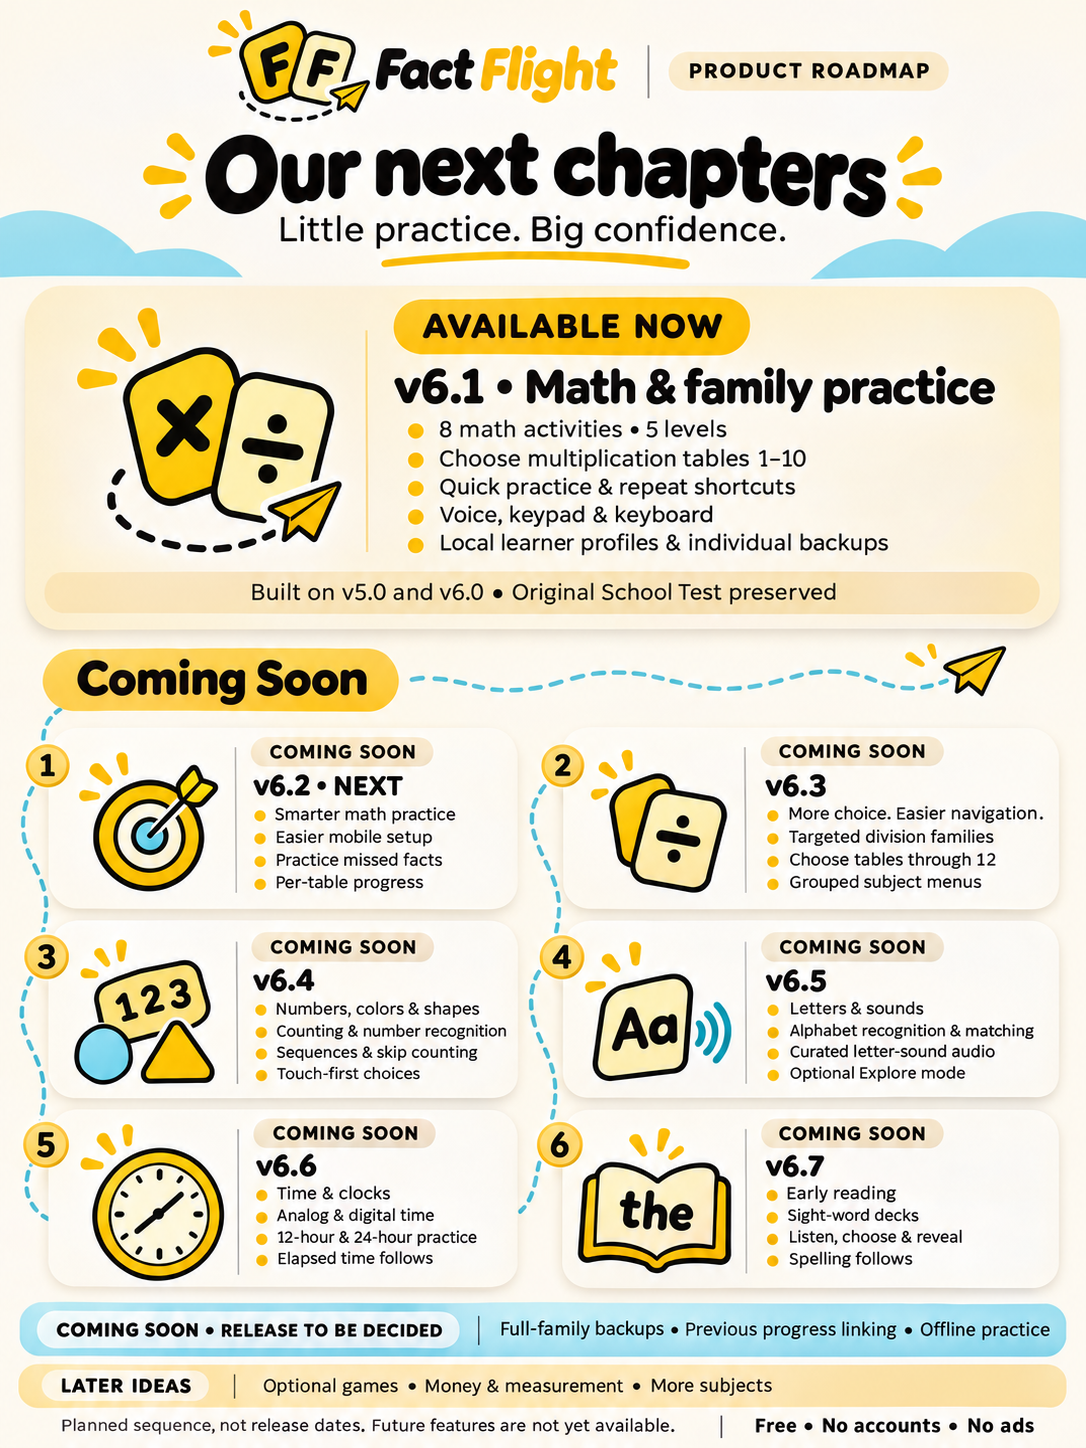 FF Fact Flight
PRODUCT ROADMAP
Our next chapters
Little practice. Big confidence.
AVAILABLE NOW
v6.1 • Math & family practice
8 math activities • 5 levels
Choose multiplication tables 1–10
Quick practice & repeat shortcuts
Voice, keypad & keyboard
Local learner profiles & individual backups
Built on v5.0 and v6.0 • Original School Test preserved
Coming Soon
1
COMING SOON
v6.2 • NEXT
Smarter math practice
Easier mobile setup
Practice missed facts
Per-table progress
2
COMING SOON
v6.3
More choice. Easier navigation.
Targeted division families
Choose tables through 12
Grouped subject menus
3
123
COMING SOON
v6.4
Numbers, colors & shapes
Counting & number recognition
Sequences & skip counting
Touch-first choices
4
Aa
COMING SOON
v6.5
Letters & sounds
Alphabet recognition & matching
Curated letter-sound audio
Optional Explore mode
5
COMING SOON
v6.6
Time & clocks
Analog & digital time
12-hour & 24-hour practice
Elapsed time follows
6
the
COMING SOON
v6.7
Early reading
Sight-word decks
Listen, choose & reveal
Spelling follows
COMING SOON • RELEASE TO BE DECIDED
Full-family backups • Previous progress linking • Offline practice
LATER IDEAS
Optional games • Money & measurement • More subjects
Planned sequence, not release dates. Future features are not yet available.
Free • No accounts • No ads